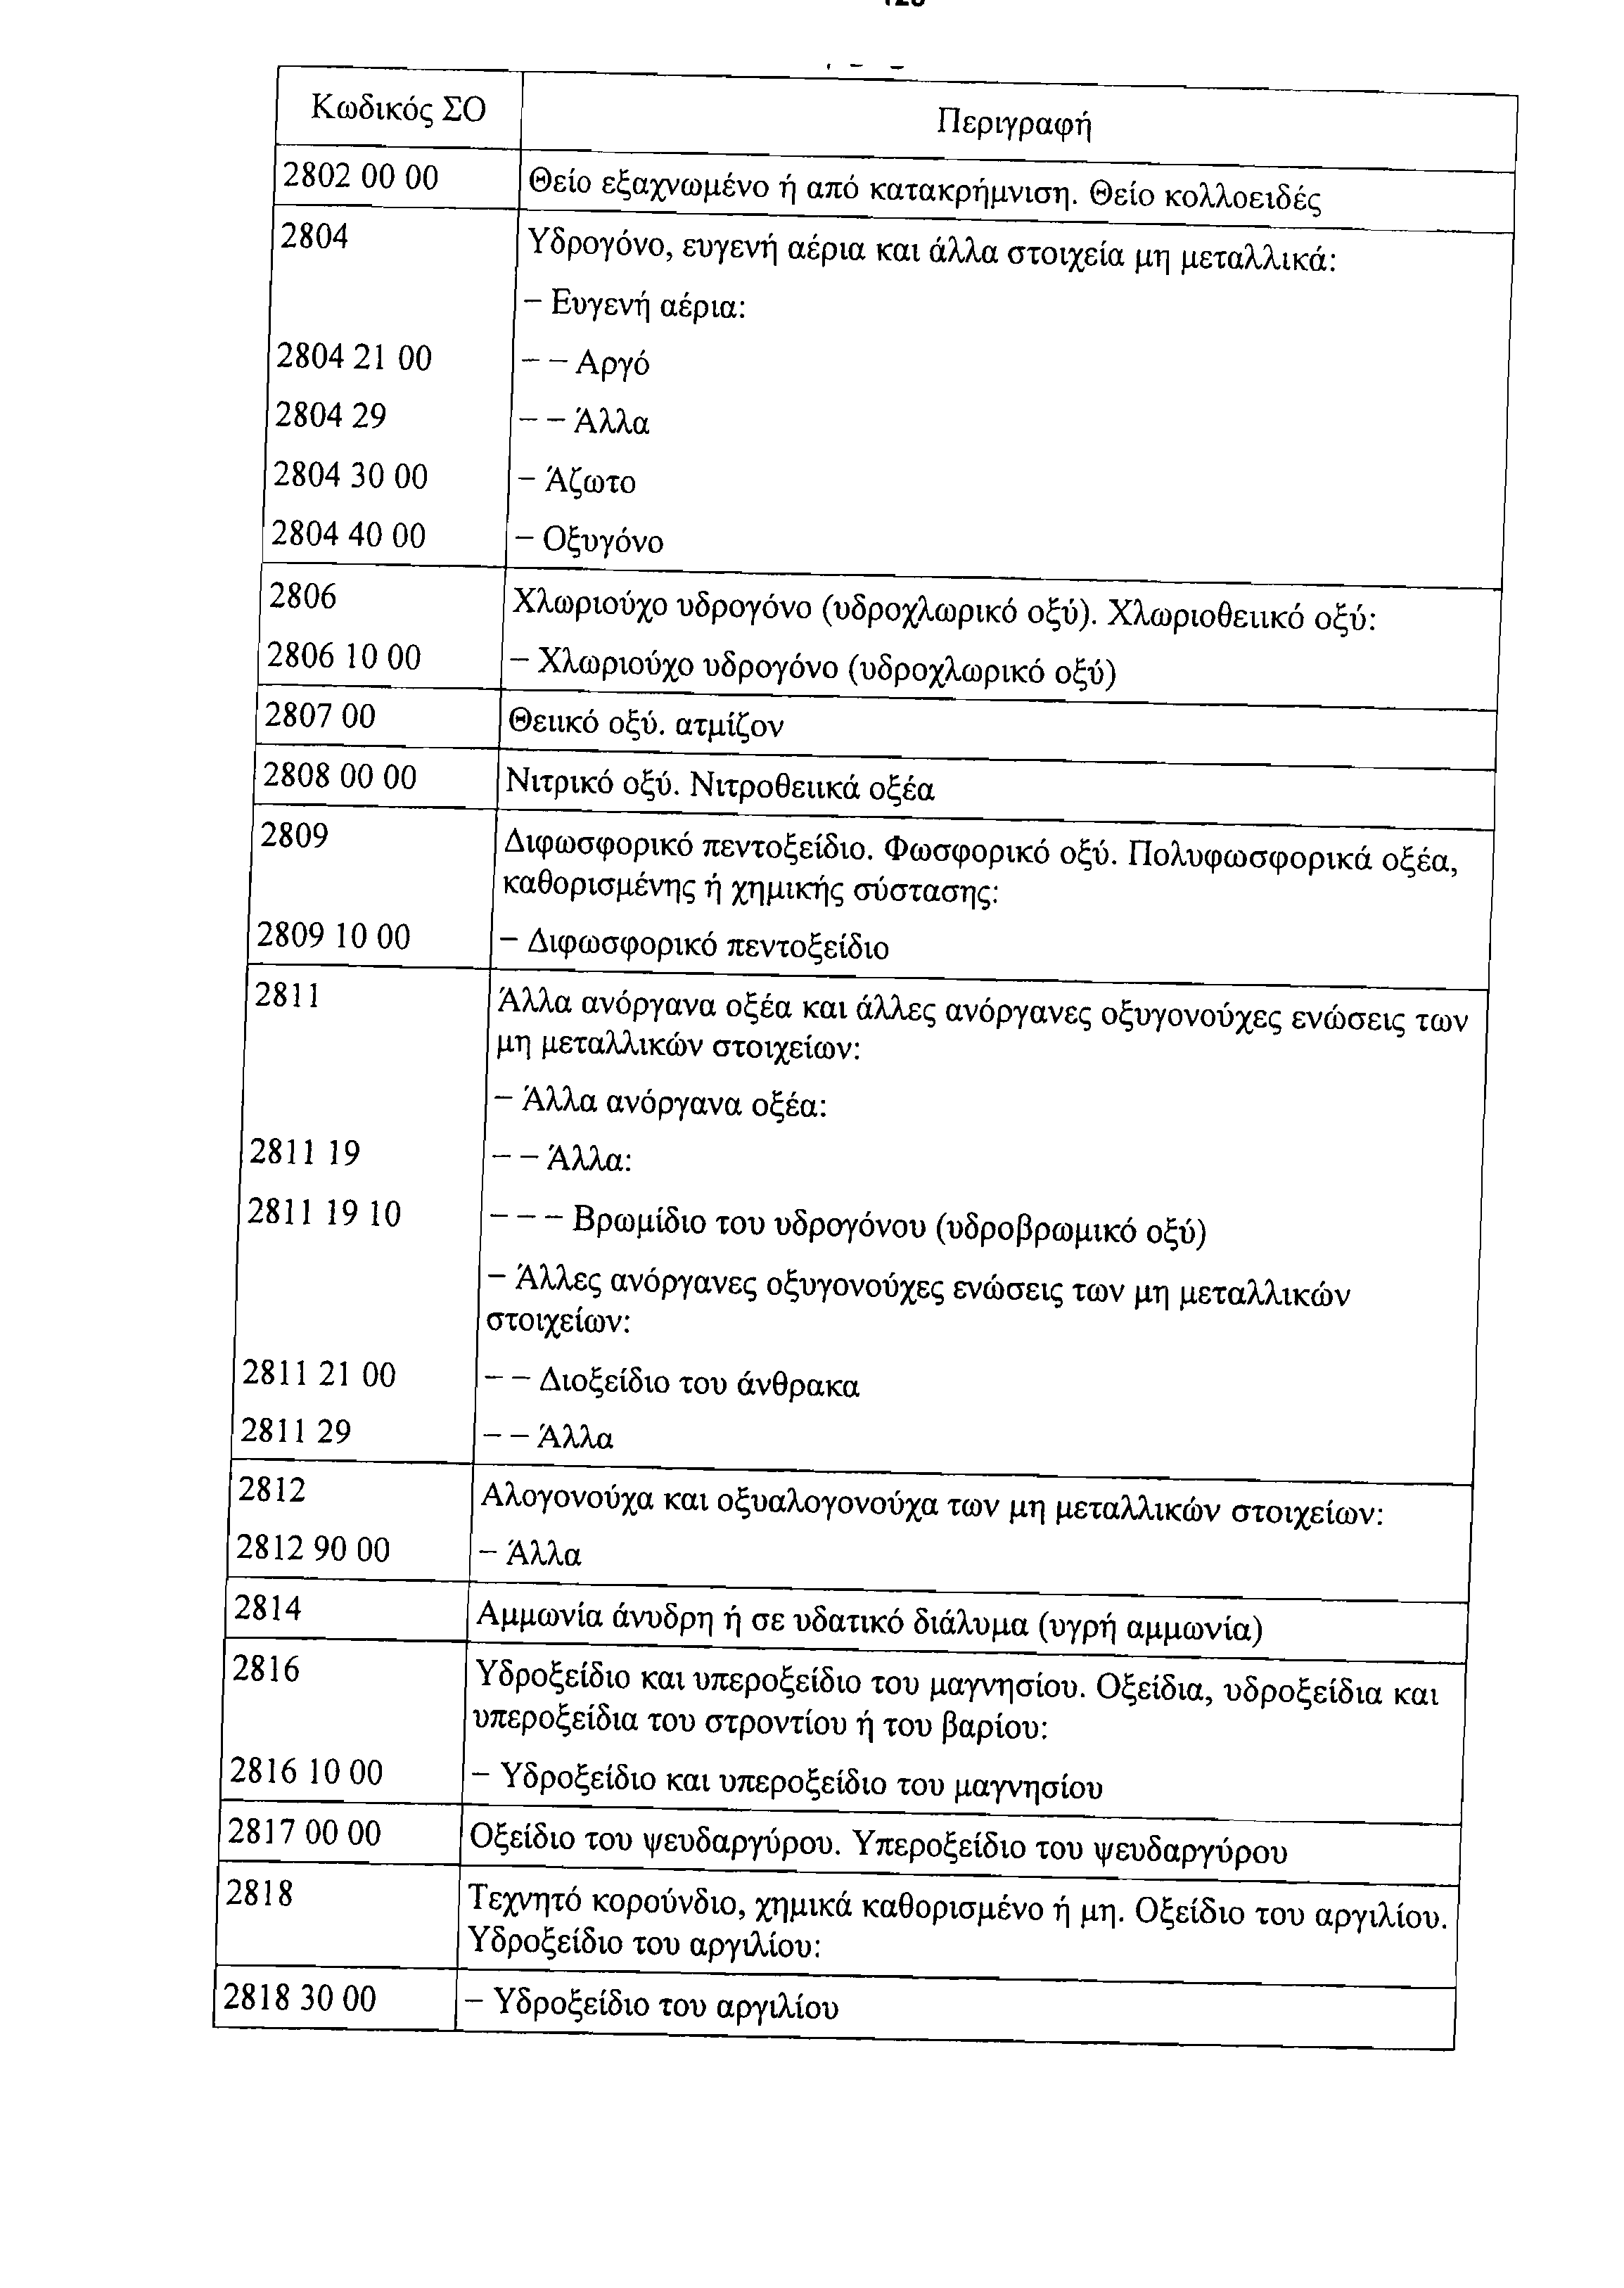 Κωδικός ΣΟ
Περιγραφή
2802 00 00 Θείο εξαχνωμένο ή από κατακρήμνιση. Θείο κολλοειδές
2804 Υδρογόνο, ευγενή αέρια και άλλα στοιχεία μη μεταλλικά:
– Ευγενή αέρια:
2804 21 00 – – Αργό
2804 29 – – Άλλα
2804 30 00 – Άζωτο
2804 40 00 – Οξυγόνο
2806 Χλωριούχο υδρογόνο (υδροχλωρικό οξύ). Χλωριοθειικό οξύ:
2806 10 00 – Χλωριούχο υδρογόνο (υδροχλωρικό οξύ)
2807 00 Θειικό οξύ. ατμίζον
2808 00 00 Νιτρικό οξύ. Νιτροθειικά οξέα
2809 Διφωσφορικό πεντοξείδιο. Φωσφορικό οξύ. Πολυφωσφορικά οξέα,
καθορισμένης ή χημικής σύστασης:
2809 10 00 – Διφωσφορικό πεντοξείδιο
2811 Άλλα ανόργανα οξέα και άλλες ανόργανες οξυγονούχες ενώσεις των
μη μεταλλικών στοιχείων:
– Άλλα ανόργανα οξέα:
2811 19 – – Άλλα:
2811 19 10 – – – Βρωμίδιο του υδρογόνου (υδροβρωμικό οξύ)
– Άλλες ανόργανες οξυγονούχες ενώσεις των μη μεταλλικών
στοιχείων:
2811 21 00 – – Διοξείδιο του άνθρακα
2811 29 – – Άλλα
2812 Αλογονούχα και οξυαλογονούχα των μη μεταλλικών στοιχείων:
2812 90 00 – Άλλα
2814 Αμμωνία άνυδρη ή σε υδατικό διάλυμα (υγρή αμμωνία)
2816 Υδροξείδιο και υπεροξείδιο του μαγνησίου. Οξείδια, υδροξείδια και
υπεροξείδια του στροντίου ή του βαρίου:
2816 10 00 – Υδροξείδιο και υπεροξείδιο του μαγνησίου
2817 00 00 Οξείδιο του ψευδαργύρου. Υπεροξείδιο του ψευδαργύρου
2818 Τεχνητό κορούνδιο, χημικά καθορισμένο ή μη. Οξείδιο του αργιλίου.
Υδροξείδιο του αργιλίου:
2818 30 00 – Υδροξείδιο του αργιλίου